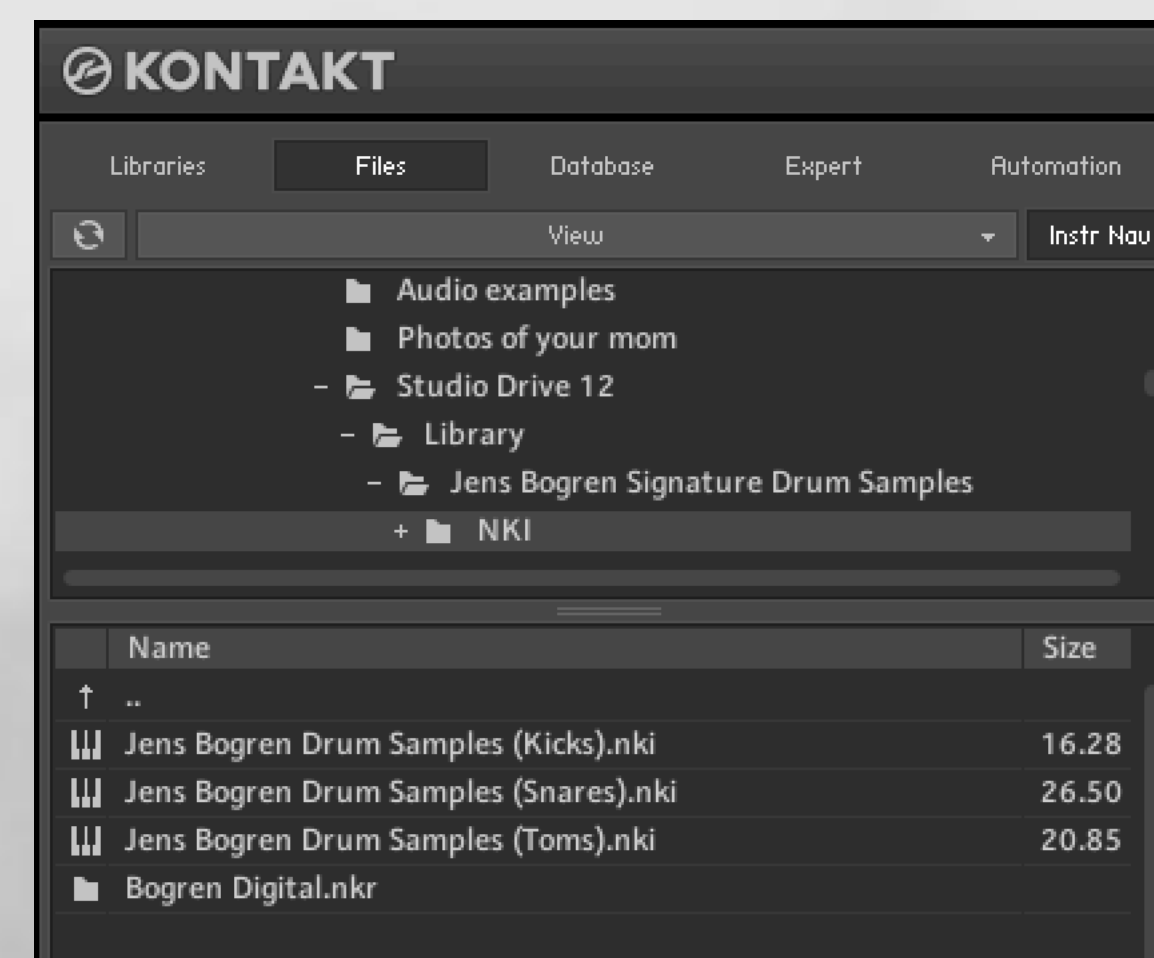 KONTAKT
Libraries Files Database Expert Automation
View Instr Nav
Audio examples
Photos of your mom
- Studio Drive 12
- Library
- Jens Bogren Signature Drum Samples
+ NKI
Name Size
↑ ..
Jens Bogren Drum Samples (Kicks).nki 16.28
Jens Bogren Drum Samples (Snares).nki 26.50
Jens Bogren Drum Samples (Toms).nki 20.85
Bogren Digital.nkr